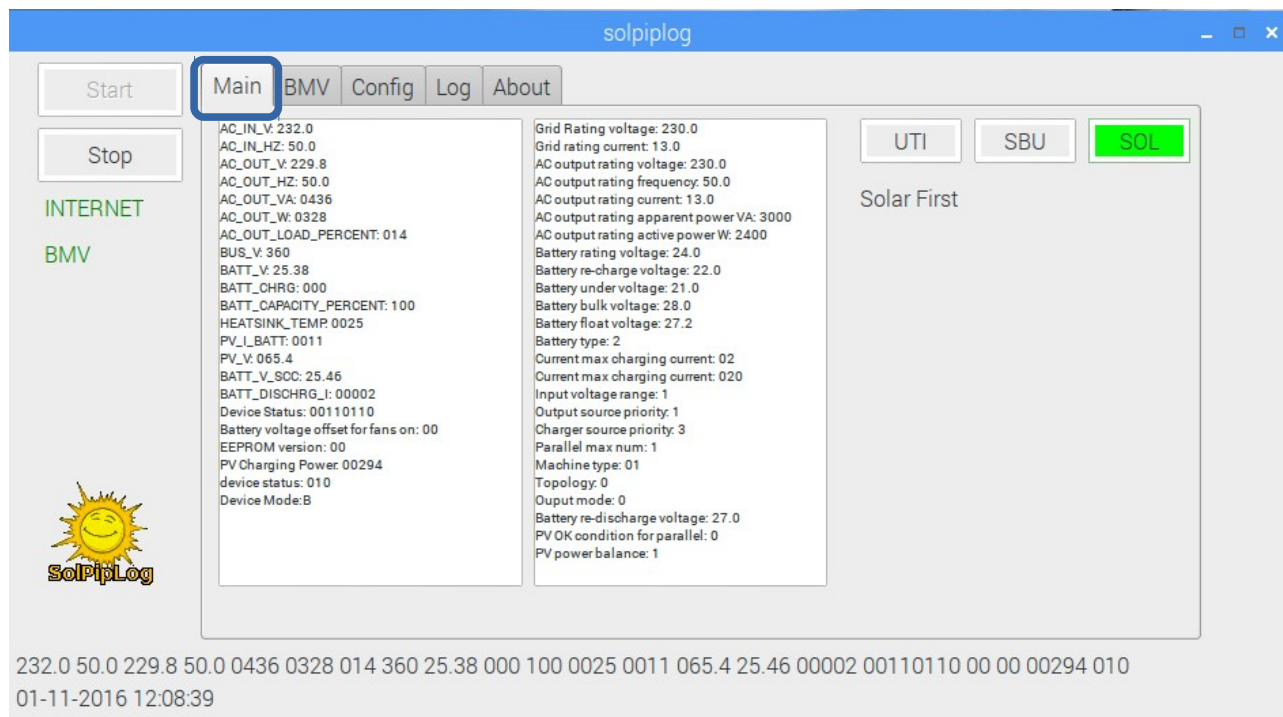 solpiplog
Start
Stop
INTERNET
BMV
SolPipLog
Main BMV Config Log About
AC_IN_V: 232.0
AC_IN_HZ: 50.0
AC_OUT_V: 229.8
AC_OUT_HZ: 50.0
AC_OUT_VA: 0436
AC_OUT_W: 0328
AC_OUT_LOAD_PERCENT: 014
BUS_V: 360
BATT_V: 25.38
BATT_CHRG: 000
BATT_CAPACITY_PERCENT: 100
HEATSINK_TEMP: 0025
PV_I_BATT: 0011
PV_V: 065.4
BATT_V_SCC: 25.46
BATT_DISCHRG_I: 00002
Device Status: 00110110
Battery voltage offset for fans on: 00
EEPROM version: 00
PV Charging Power: 00294
device status: 010
Device Mode:B
Grid Rating voltage: 230.0
Grid rating current: 13.0
AC output rating voltage: 230.0
AC output rating frequency: 50.0
AC output rating current: 13.0
AC output rating apparent power VA: 3000
AC output rating active power W: 2400
Battery rating voltage: 24.0
Battery re-charge voltage: 22.0
Battery under voltage: 21.0
Battery bulk voltage: 28.0
Battery float voltage: 27.2
Battery type: 2
Current max charging current: 02
Current max charging current: 020
Input voltage range: 1
Output source priority: 1
Charger source priority: 3
Parallel max num: 1
Machine type: 01
Topology: 0
Ouput mode: 0
Battery re-discharge voltage: 27.0
PV OK condition for parallel: 0
PV power balance: 1
UTI SBU SOL
Solar First
232.0 50.0 229.8 50.0 0436 0328 014 360 25.38 000 100 0025 0011 065.4 25.46 00002 00110110 00 00 00294 010
01-11-2016 12:08:39